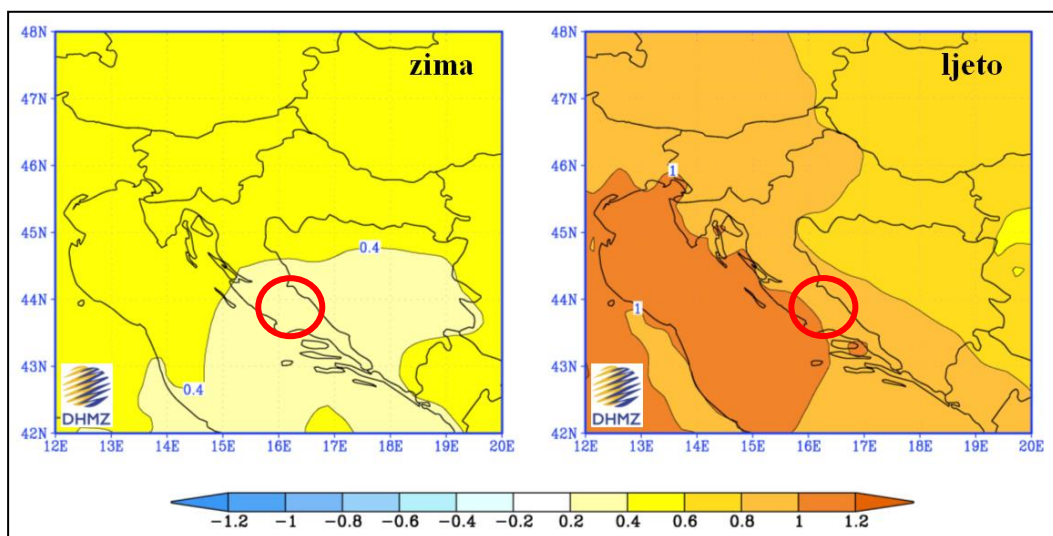 zima
48N
47N
46N
45N
44N
43N
42N
12E 13E 14E 15E 16E 17E 18E 19E 20E
0.4
0.4
DHMZ
ljeto
48N
47N
46N
45N
44N
43N
42N
12E 13E 14E 15E 16E 17E 18E 19E 20E
1
1
DHMZ
-1.2 -1 -0.8 -0.6 -0.4 -0.2 0.2 0.4 0.6 0.8 1 1.2